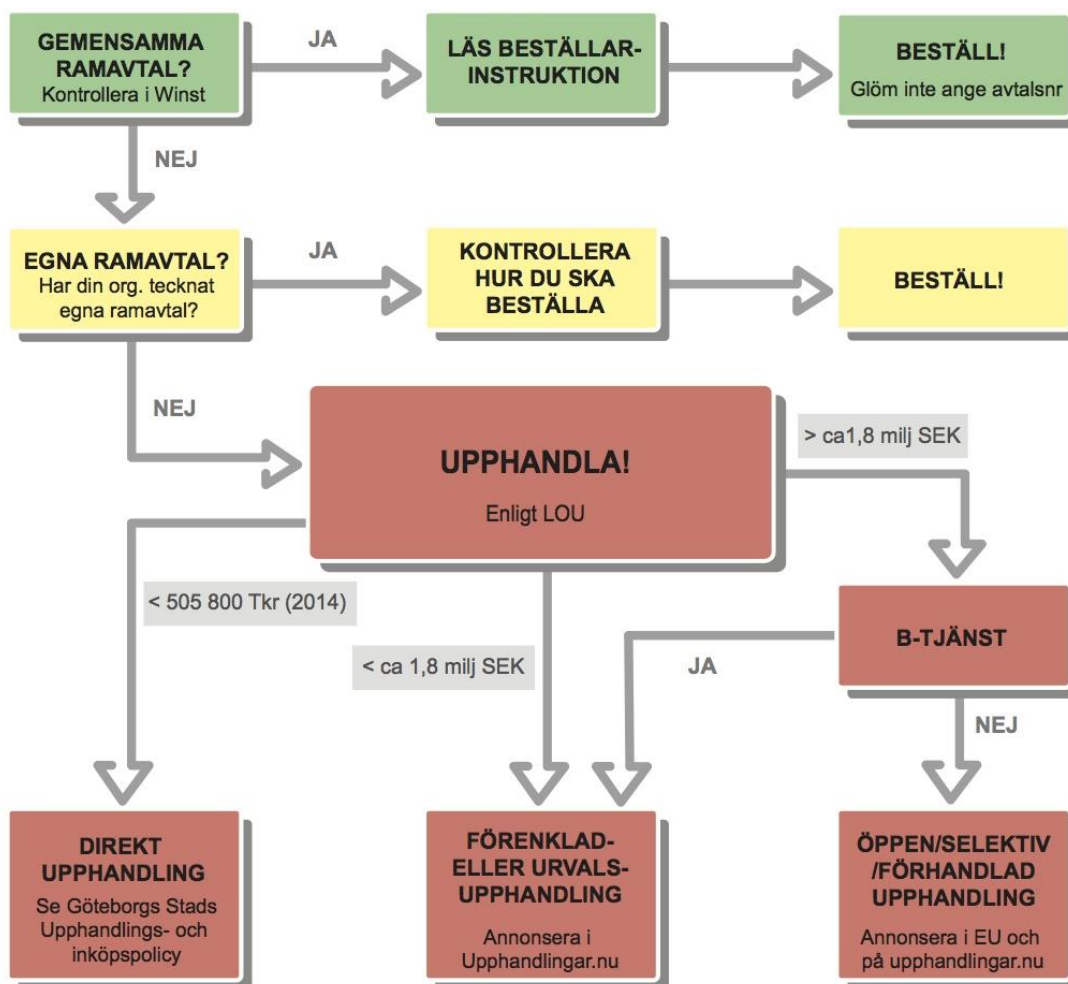 GEMENSAMMA
RAMAVTAL?
Kontrollera i Winst
JA
LÄS BESTÄLLAR-
INSTRUKTION
BESTÄLL!
Glöm inte ange avtalsnr
NEJ
EGNA RAMAVTAL?
Har din org. tecknat
egna ramavtal?
JA
KONTROLLERA
HUR DU SKA
BESTÄLLA
BESTÄLL!
NEJ
UPPHANDLA!
Enligt LOU
> ca1,8 milj SEK
< 505 800 Tkr (2014)
< ca 1,8 milj SEK
B-TJÄNST
JA
NEJ
DIREKT
UPPHANDLING
Se Göteborgs Stads
Upphandlings- och
inköpspolicy
FÖRENKLAD-
ELLER URVALS-
UPPHANDLING
Annonsera i
Upphandlingar.nu
ÖPPEN/SELEKTIV
/FÖRHANDLAD
UPPHANDLING
Annonsera i EU och
på upphandlingar.nu